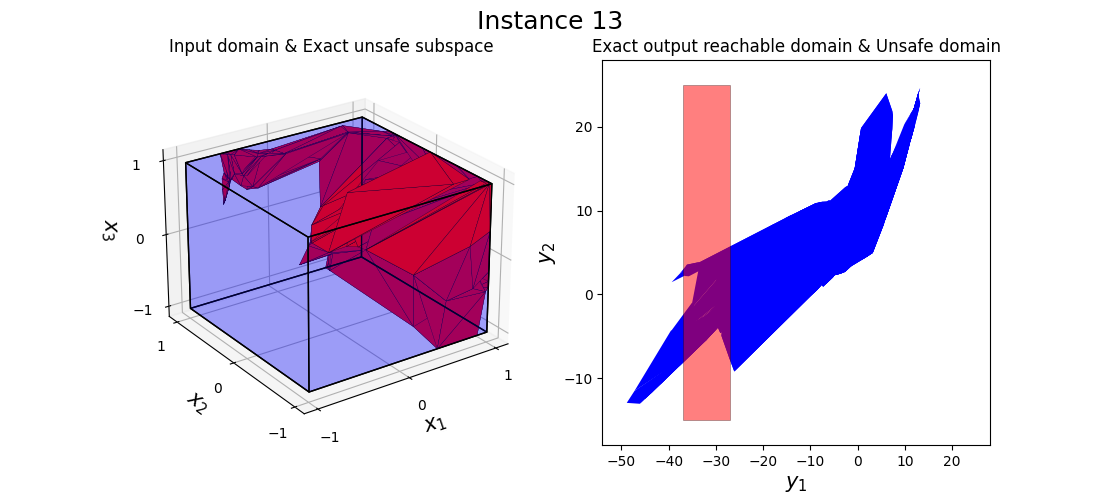 Instance 13
Input domain & Exact unsafe subspace
1
0
−1
x3
1
0
−1
x2
−1
0
1
x1
Exact output reachable domain & Unsafe domain
20
10
0
−10
y2
−50 −40 −30 −20 −10 0 10 20
y1